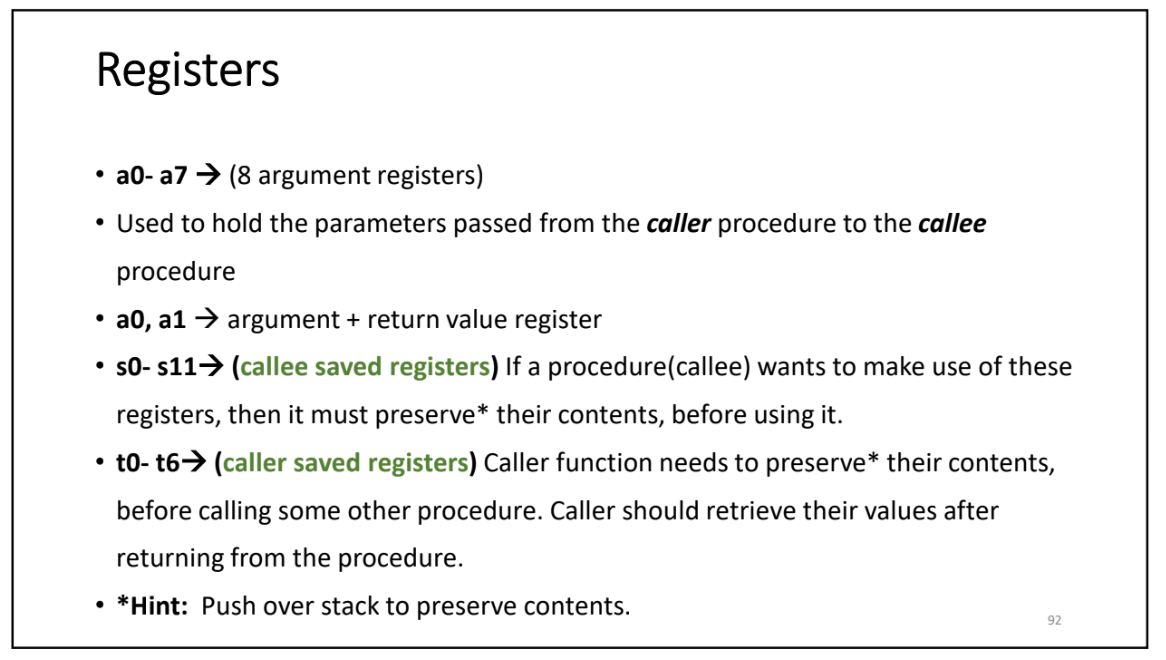 Registers
• a0- a7 → (8 argument registers)
• Used to hold the parameters passed from the caller procedure to the callee
procedure
• a0, a1 → argument + return value register
• s0- s11→ (callee saved registers) If a procedure(callee) wants to make use of these
registers, then it must preserve* their contents, before using it.
• t0- t6→ (caller saved registers) Caller function needs to preserve* their contents,
before calling some other procedure. Caller should retrieve their values after
returning from the procedure.
• *Hint: Push over stack to preserve contents.
92